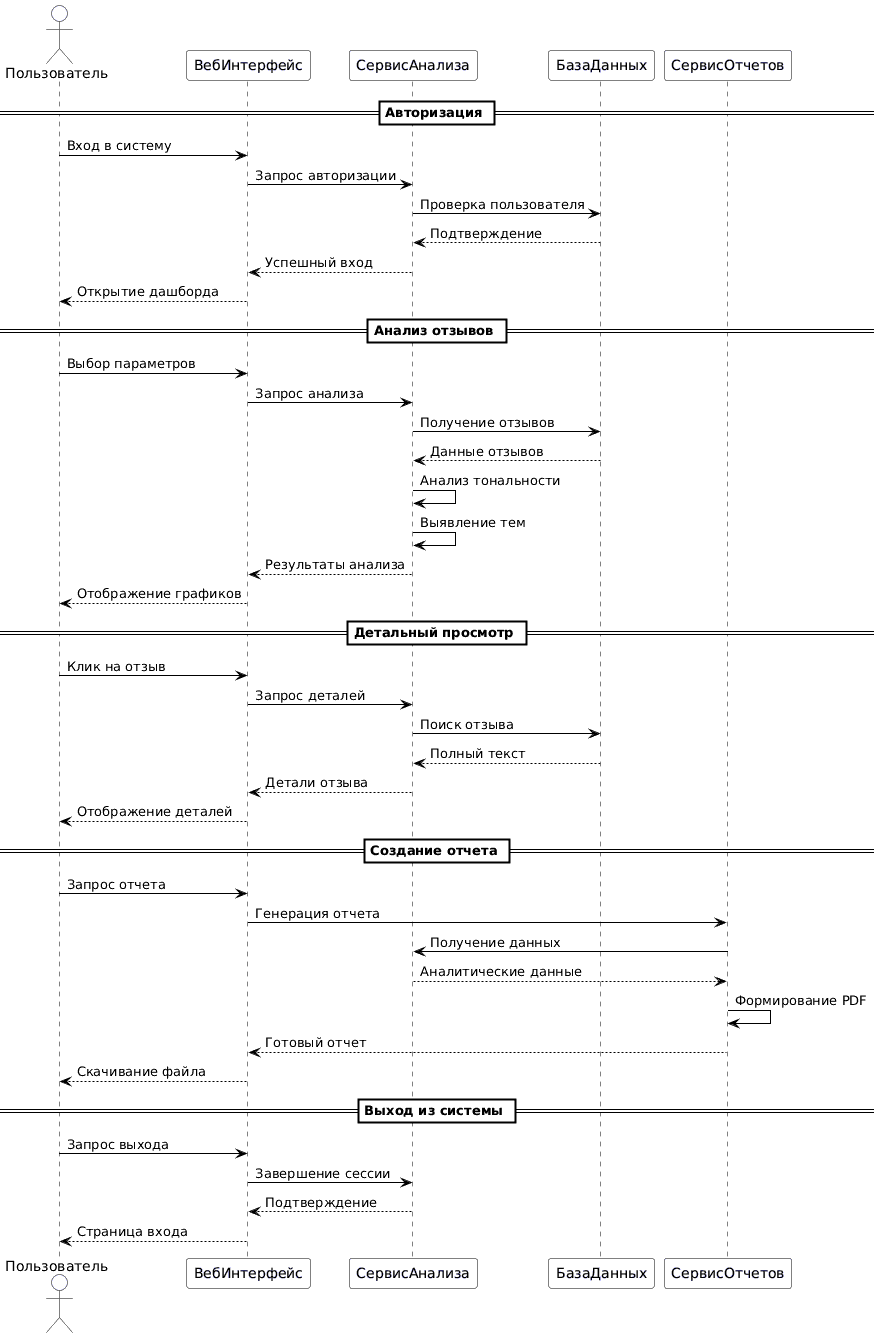 Пользователь
ВебИнтерфейс
СервисАнализа
БазаДанных
СервисОтчетов
Авторизация
Вход в систему
Запрос авторизации
Проверка пользователя
Подтверждение
Успешный вход
Открытие дашборда
Анализ отзывов
Выбор параметров
Запрос анализа
Получение отзывов
Данные отзывов
Анализ тональности
Выявление тем
Результаты анализа
Отображение графиков
Детальный просмотр
Клик на отзыв
Запрос деталей
Поиск отзыва
Полный текст
Детали отзыва
Отображение деталей
Создание отчета
Запрос отчета
Генерация отчета
Получение данных
Аналитические данные
Формирование PDF
Готовый отчет
Скачивание файла
Выход из системы
Запрос выхода
Завершение сессии
Подтверждение
Страница входа
Пользователь
ВебИнтерфейс
СервисАнализа
БазаДанных
СервисОтчетов